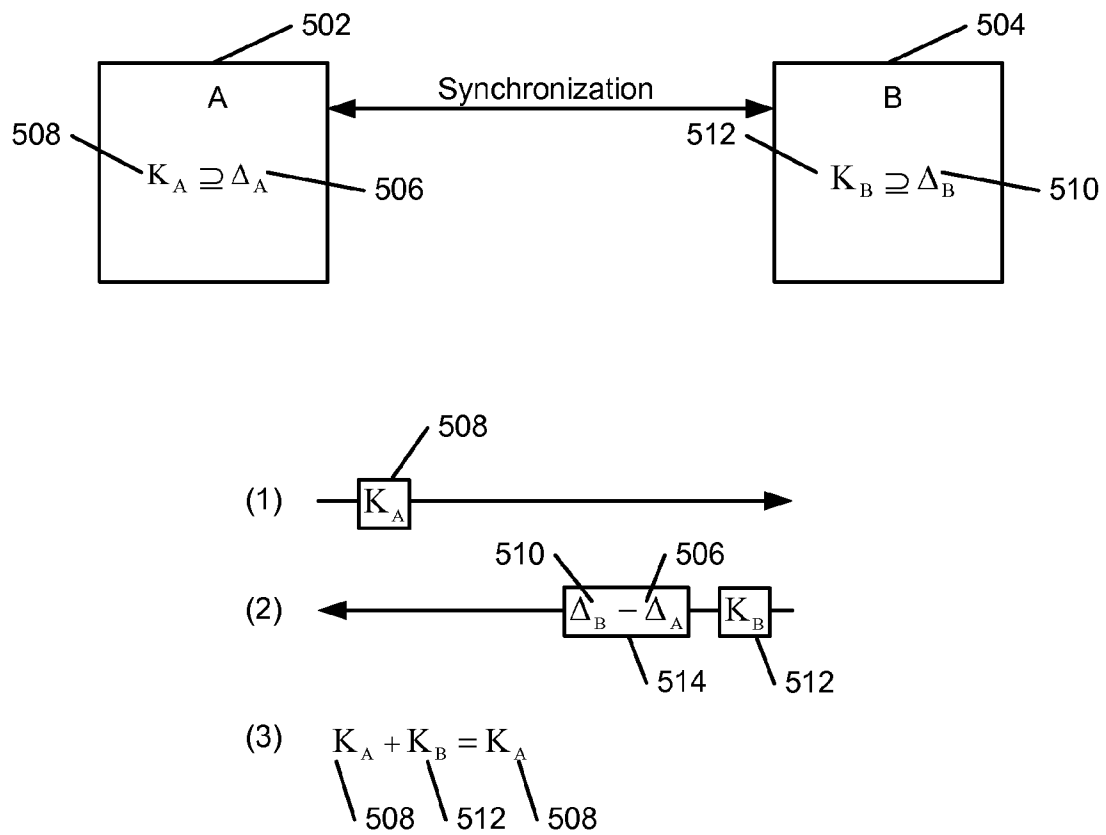 502
504
A
Synchronization
B
508
512
K_A ⊇ Δ_A
506
K_B ⊇ Δ_B
510
508
(1)
K_A
510
506
(2)
Δ_B − Δ_A
K_B
514
512
(3) K_A + K_B = K_A
508
512
508